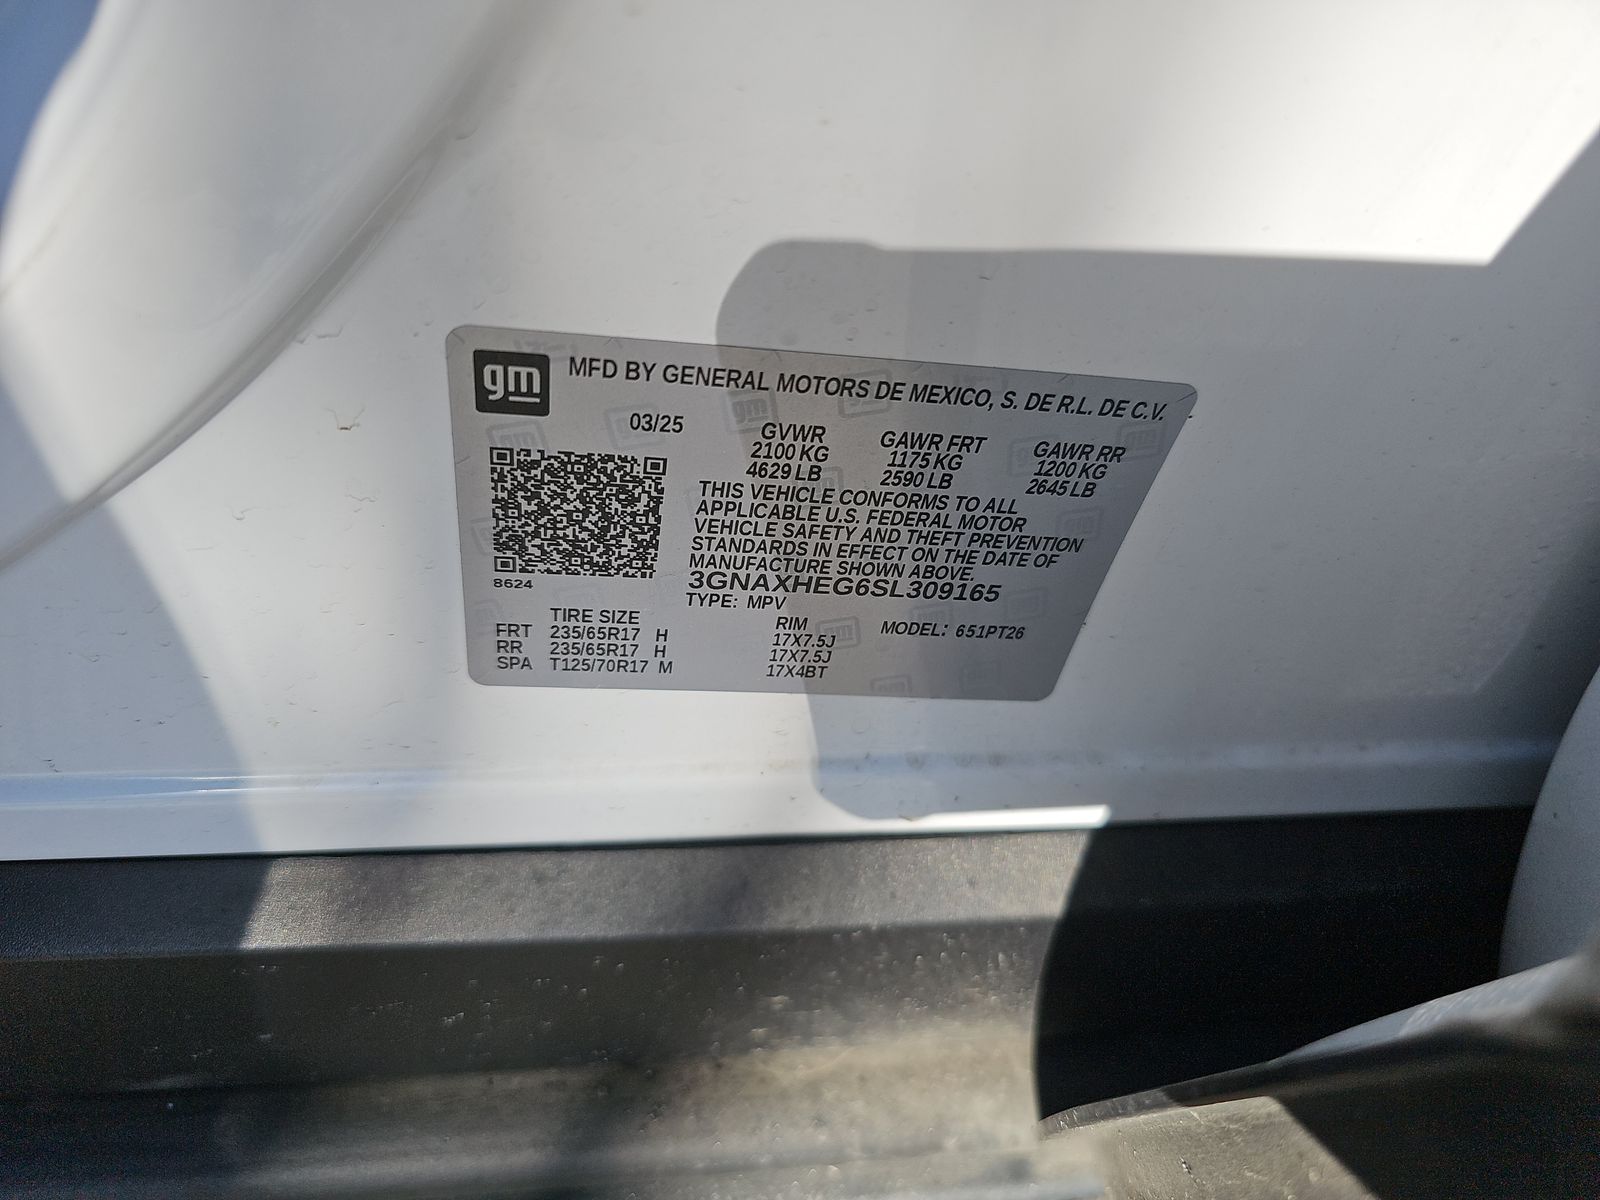 gm MFD BY GENERAL MOTORS DE MEXICO, S. DE R.L. DE C.V.
03/25 GVWR GAWR FRT GAWR RR
2100 KG 1175 KG 1200 KG
4629 LB 2590 LB 2645 LB
THIS VEHICLE CONFORMS TO ALL
APPLICABLE U.S. FEDERAL MOTOR
VEHICLE SAFETY AND THEFT PREVENTION
STANDARDS IN EFFECT ON THE DATE OF
MANUFACTURE SHOWN ABOVE.
8624 3GNAXHEG6SL309165
TYPE: MPV
TIRE SIZE RIM MODEL: 651PT26
FRT 235/65R17 H 17X7.5J
RR 235/65R17 H 17X7.5J
SPA T125/70R17 M 17X4BT